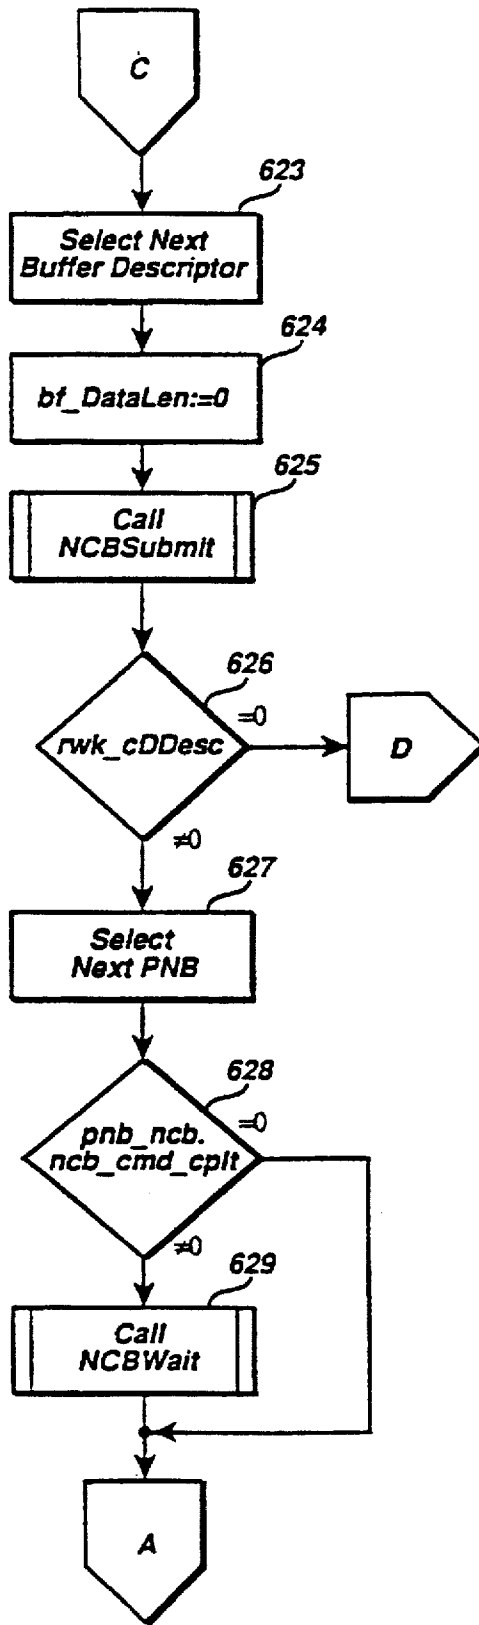 C
623
Select Next
Buffer Descriptor
624
bf_DataLen:=0
625
Call
NCBSubmit
626
=0
rwk_cDDesc
D
≠0
627
Select
Next PNB
628
=0
pnb_ncb.
ncb_cmd_cplt
≠0
629
Call
NCBWait
A